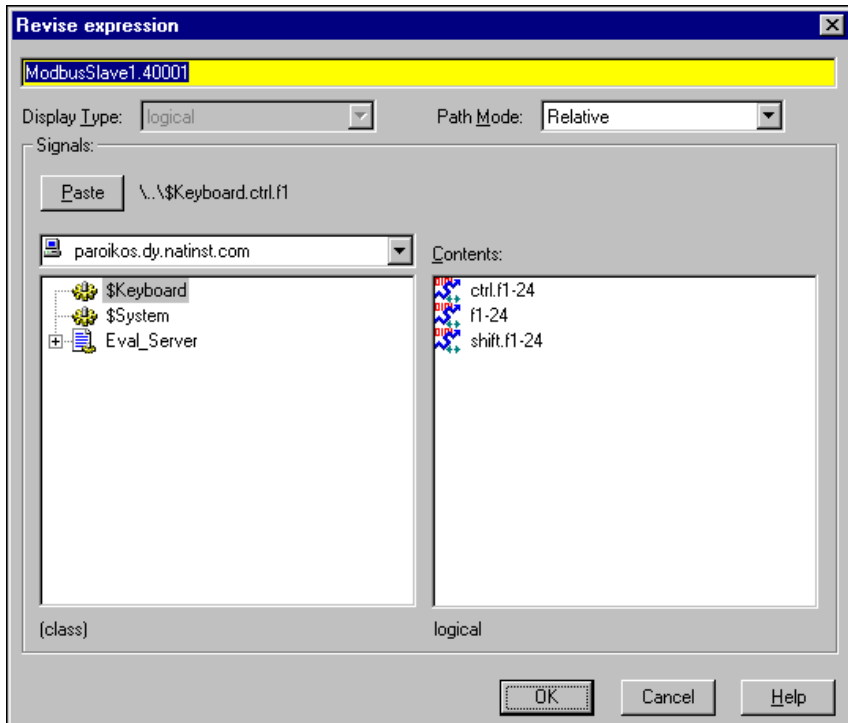 Revise expression
ModbusSlave1.40001
Display Type: logical Path Mode: Relative
Signals:
Paste \..\$Keyboard.ctrl.f1
paroikos.dy.natinst.com Contents:
$Keyboard ctrl.f1-24
$System f1-24
Eval_Server shift.f1-24
(class) logical
OK Cancel Help